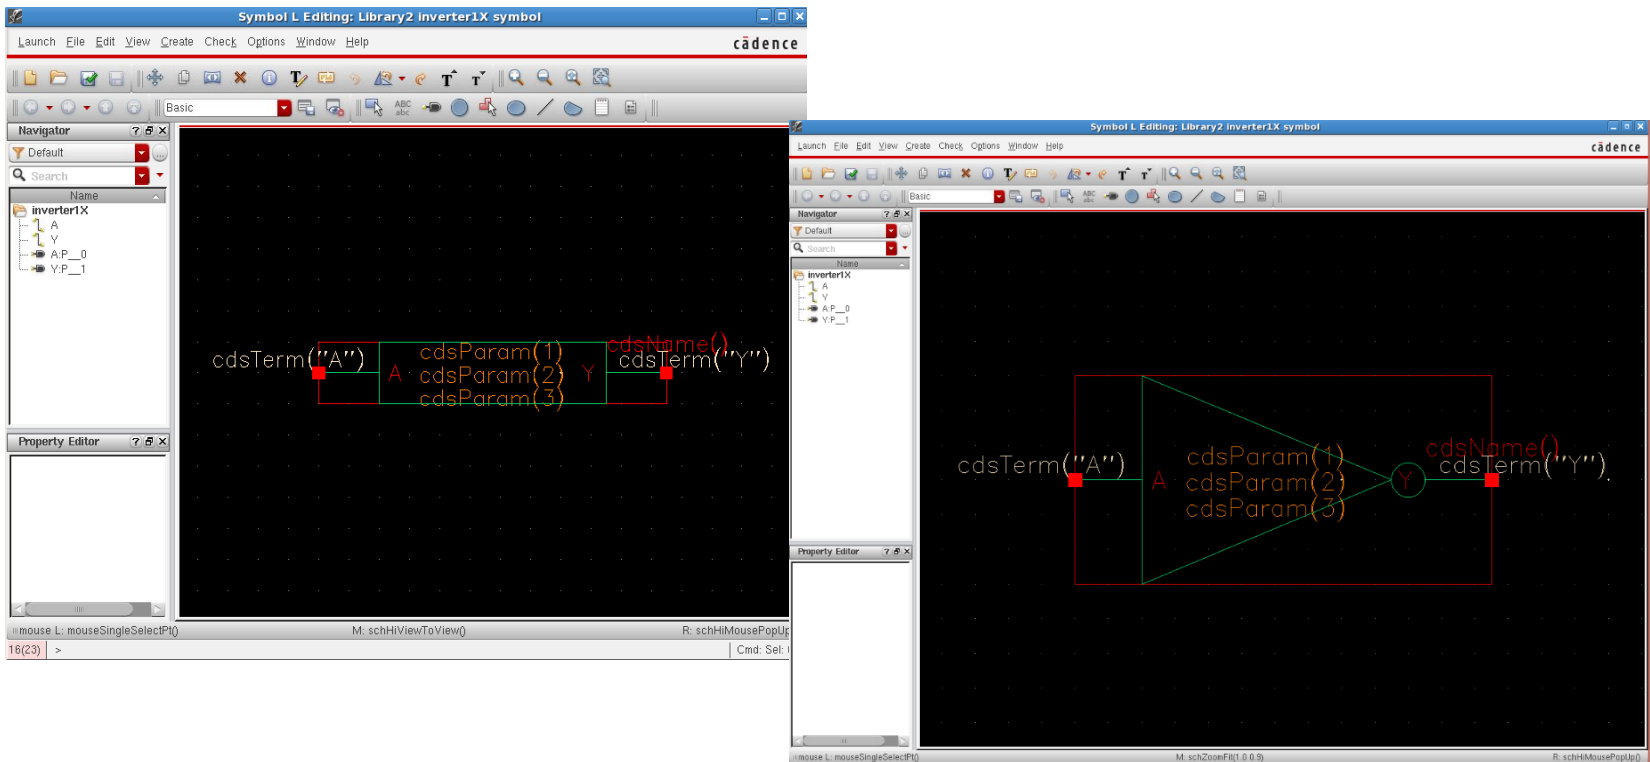 Symbol L Editing: Library2 inverter1X symbol
Launch File Edit View Create Check Options Window Help
cādence
Basic
Navigator
Default
Search
Name
inverter1X
A
Y
A:P__0
Y:P__1
Property Editor
cdsTerm("A")
A
cdsParam(1)
cdsParam(2)
cdsParam(3)
Y
cdsName()
cdsTerm("Y")
mouse L: mouseSingleSelectPt()
M: schHiViewToView()
R: schHiMousePopUp
16(23)
>
Cmd: Sel:
Symbol L Editing: Library2 inverter1X symbol
Launch File Edit View Create Check Options Window Help
cādence
Basic
Navigator
Default
Search
Name
inverter1X
A
Y
A:P__0
Y:P__1
Property Editor
cdsTerm("A")
A
cdsParam(1)
cdsParam(2)
cdsParam(3)
Y
cdsName()
cdsTerm("Y")
mouse L: mouseSingleSelectPt()
M: schZoomFit(1.0 0.9)
R: schHiMousePopUp()